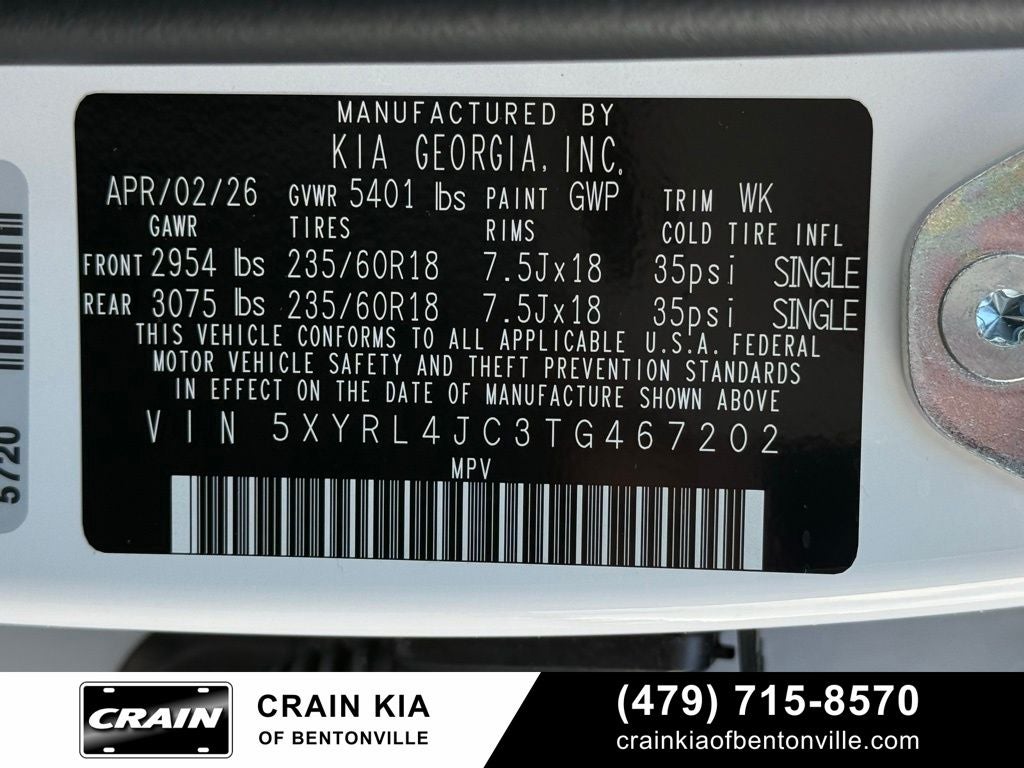 MANUFACTURED BY
KIA GEORGIA, INC.
APR/02/26 GVWR 5401 lbs PAINT GWP TRIM WK
GAWR TIRES RIMS COLD TIRE INFL
FRONT 2954 lbs 235/60R18 7.5Jx18 35psi SINGLE
REAR 3075 lbs 235/60R18 7.5Jx18 35psi SINGLE
THIS VEHICLE CONFORMS TO ALL APPLICABLE U.S.A. FEDERAL
MOTOR VEHICLE SAFETY AND THEFT PREVENTION STANDARDS
IN EFFECT ON THE DATE OF MANUFACTURE SHOWN ABOVE
VIN 5XYRL4JC3TG467202
MPV
5720
CRAIN
CRAIN KIA
OF BENTONVILLE
(479) 715-8570
crainkiaofbentonville.com